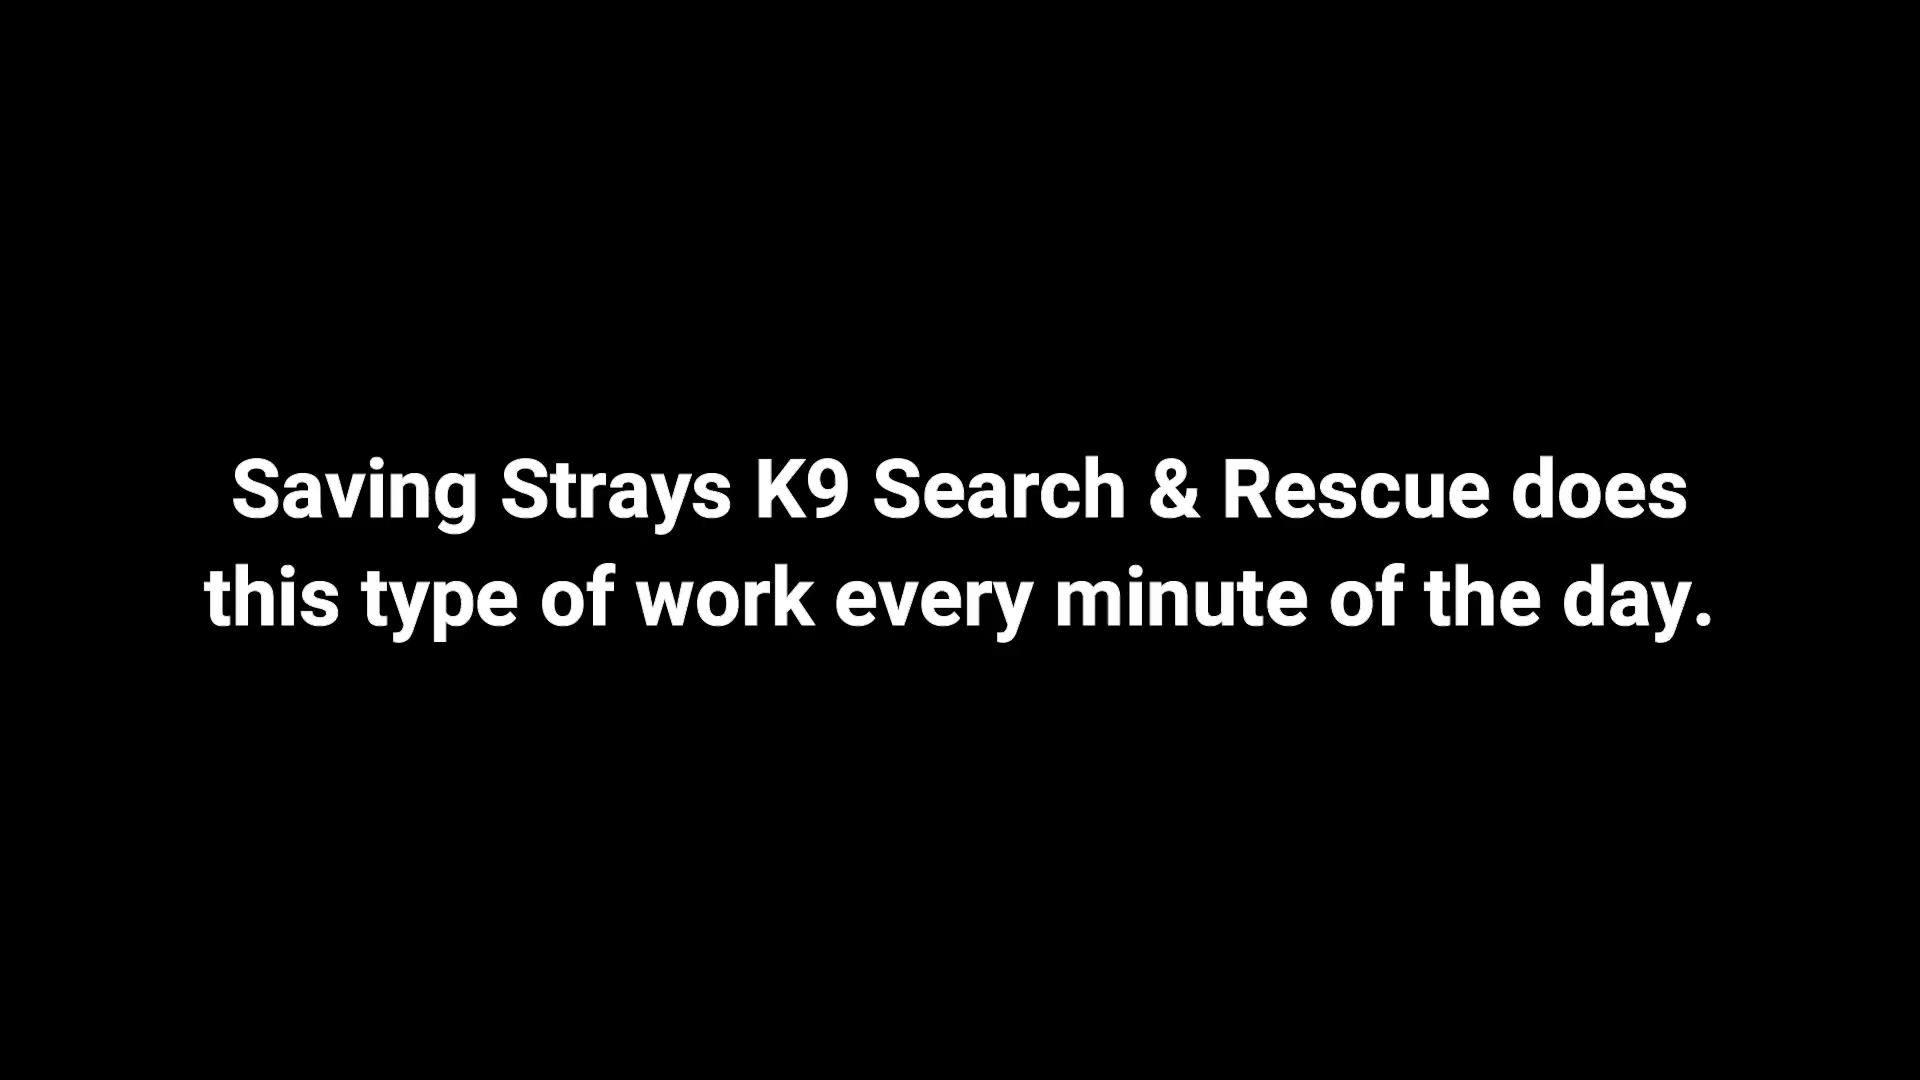 Saving Strays K9 Search & Rescue does
this type of work every minute of the day.